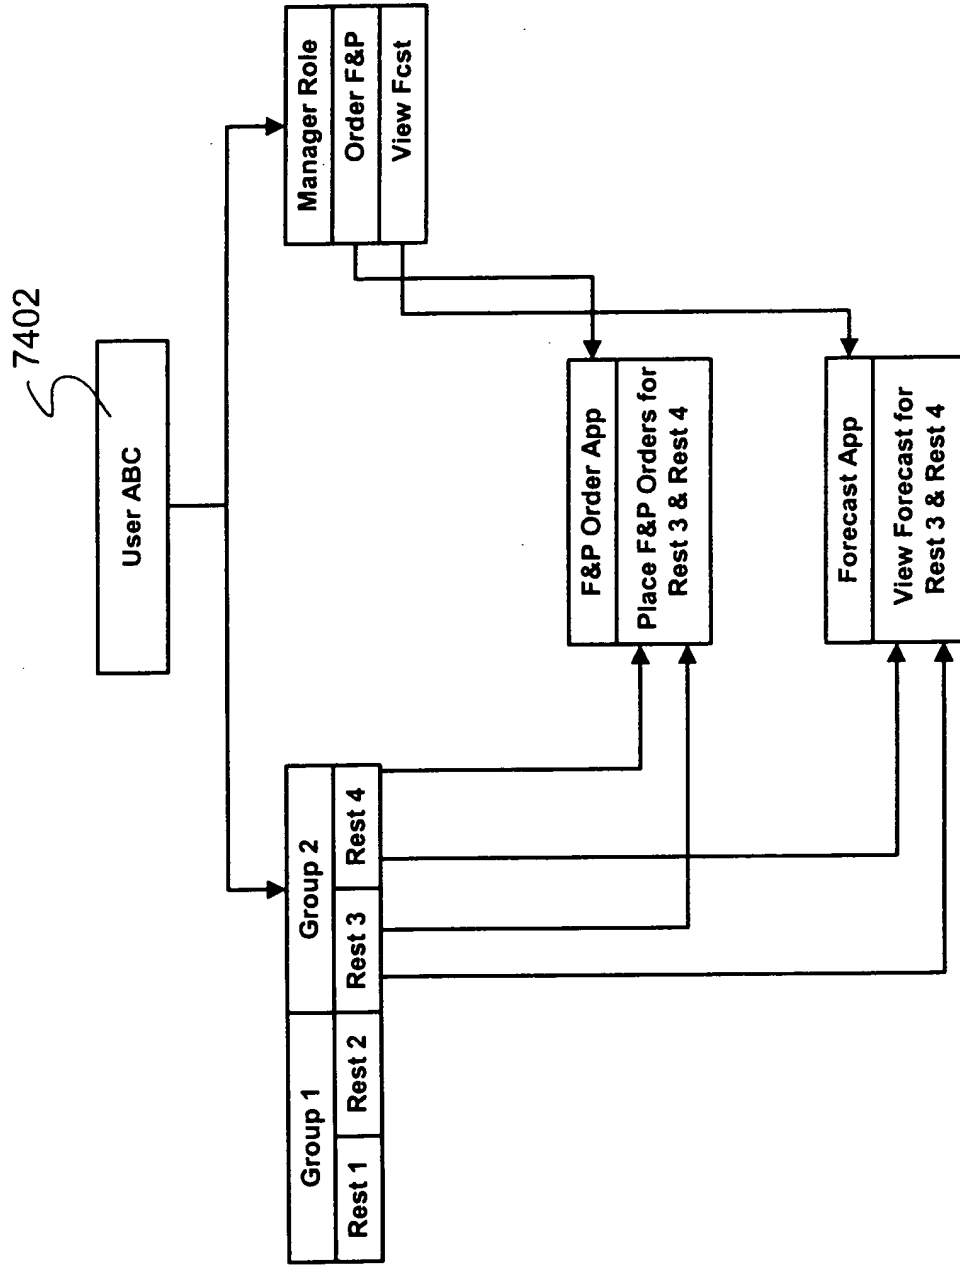 7402
User ABC
Group 1
Group 2
Rest 1
Rest 2
Rest 3
Rest 4
Manager Role
Order F&P
View Fcst
F&P Order App
Place F&P Orders for
Rest 3 & Rest 4
Forecast App
View Forecast for
Rest 3 & Rest 4